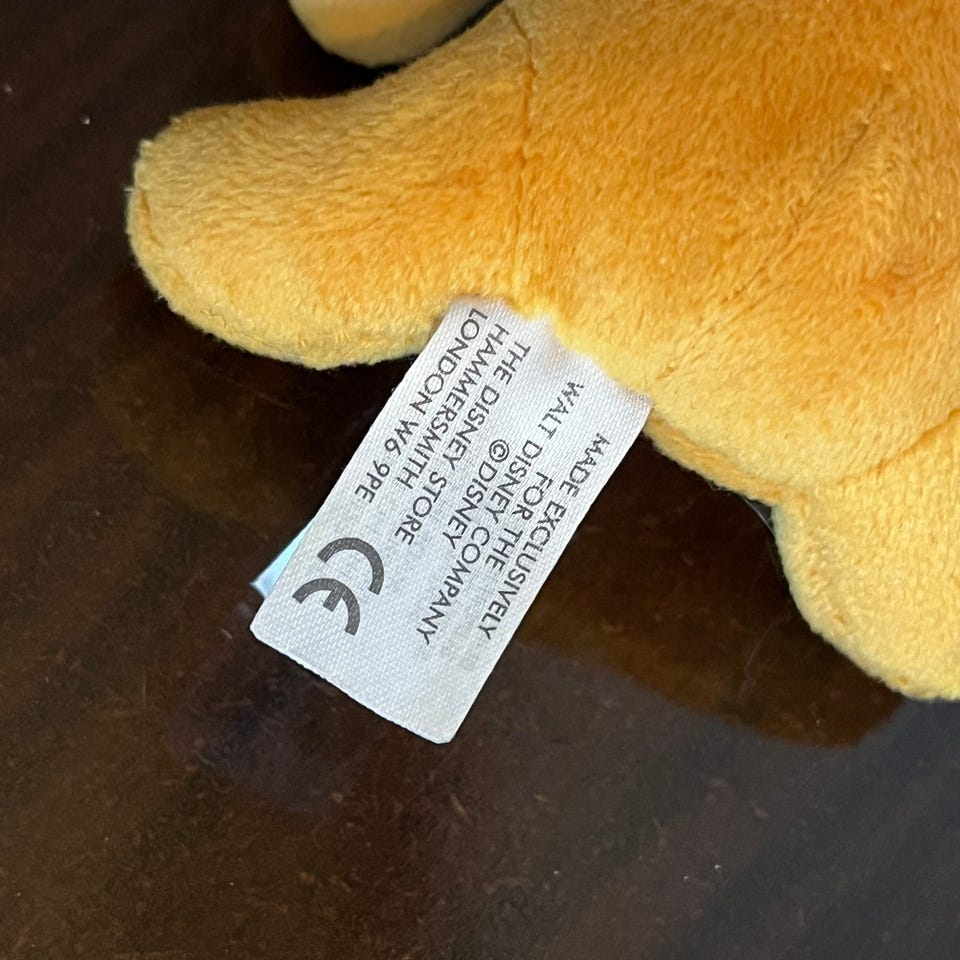 MADE EXCLUSIVELY
FOR THE
WALT DISNEY COMPANY
©DISNEY
THE DISNEY STORE
HAMMERSMITH
LONDON W6 9PE
CE